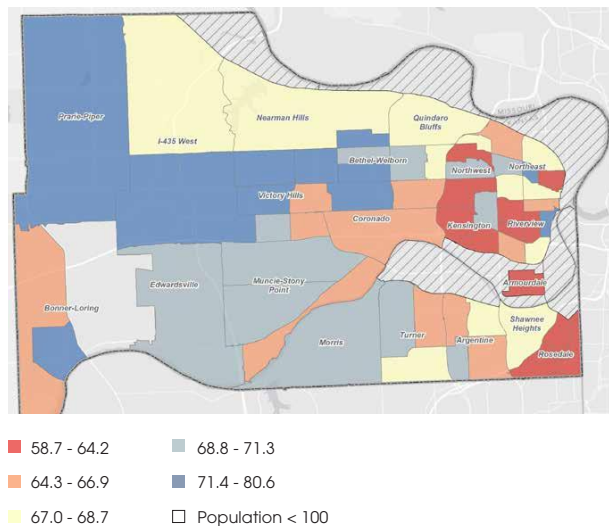 Prarie-Piper
I-435 West
Nearman Hills
Quindaro
Bluffs
MISSOURI
KANSAS
Bethel-Welborn
Northwest
Northeast
Victory Hills
Coronado
Kensington
Riverview
Edwardsville
Muncie-Stony
Point
Armourdale
Bonner-Loring
Morris
Turner
Argentine
Shawnee
Heights
Rosedale
58.7 - 64.2
68.8 - 71.3
64.3 - 66.9
71.4 - 80.6
67.0 - 68.7
Population < 100